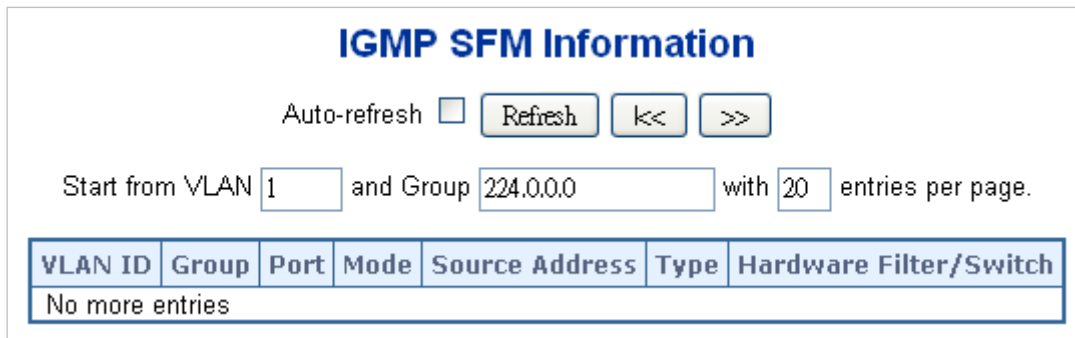 IGMP SFM Information
Auto-refresh Refresh |<< >>
Start from VLAN 1 and Group 224.0.0.0 with 20 entries per page.
VLAN ID Group Port Mode Source Address Type Hardware Filter/Switch
No more entries